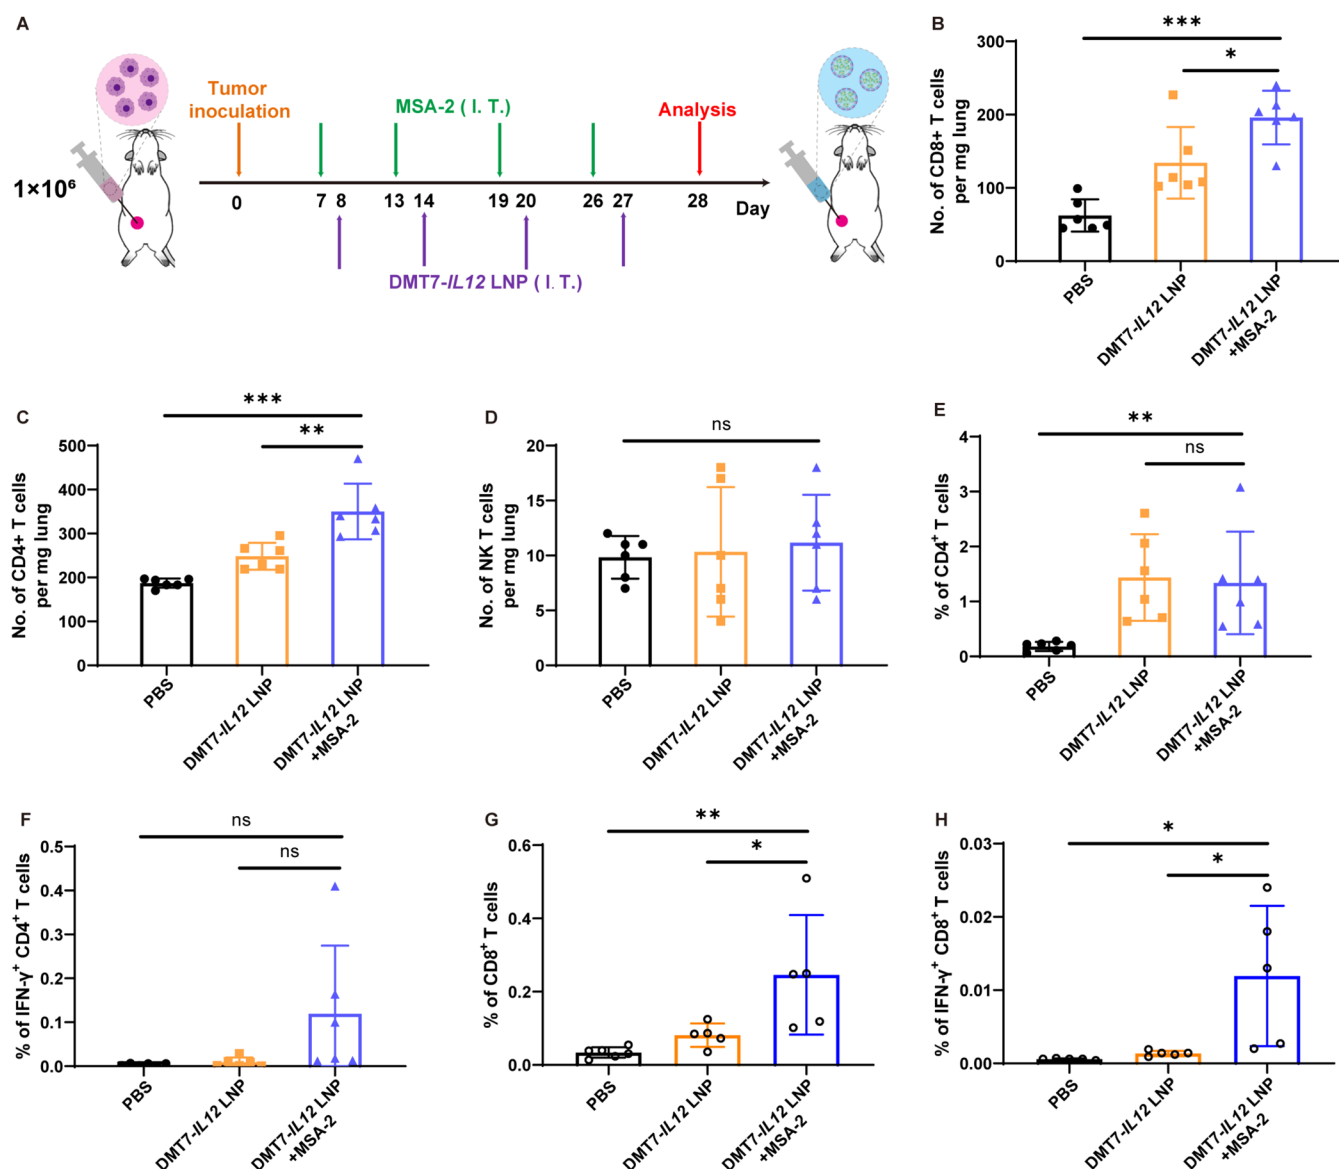 A
Tumor
inoculation
MSA-2 ( I. T.)
Analysis
1×10⁶
0
7 8
13 14
19 20
26 27
28
Day
DMT7-IL12 LNP ( I. T.)
B
***
*
300
200
100
0
No. of CD8+ T cells
per mg lung
PBS
DMT7-IL12 LNP
DMT7-IL12 LNP
+MSA-2
C
***
**
500
400
300
200
100
0
No. of CD4+ T cells
per mg lung
PBS
DMT7-IL12 LNP
DMT7-IL12 LNP
+MSA-2
D
ns
20
15
10
5
0
No. of NK T cells
per mg lung
PBS
DMT7-IL12 LNP
DMT7-IL12 LNP
+MSA-2
E
**
ns
4
3
2
1
0
% of CD4⁺ T cells
PBS
DMT7-IL12 LNP
DMT7-IL12 LNP
+MSA-2
F
ns
ns
0.5
0.4
0.3
0.2
0.1
0.0
% of IFN-γ⁺ CD4⁺ T cells
PBS
DMT7-IL12 LNP
DMT7-IL12 LNP
+MSA-2
G
**
*
0.6
0.4
0.2
0.0
% of CD8⁺ T cells
PBS
DMT7-IL12 LNP
DMT7-IL12 LNP
+MSA-2
H
*
*
0.03
0.02
0.01
0.00
% of IFN-γ⁺ CD8⁺ T cells
PBS
DMT7-IL12 LNP
DMT7-IL12 LNP
+MSA-2